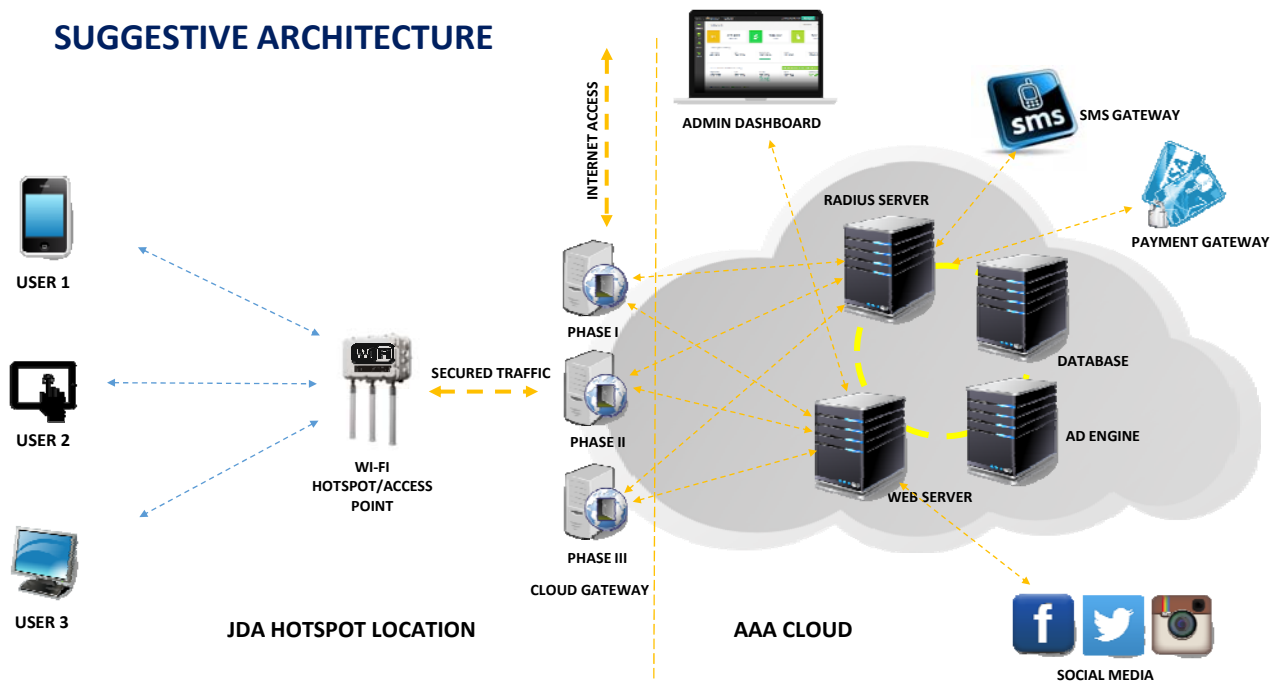 SUGGESTIVE ARCHITECTURE
INTERNET ACCESS
ADMIN DASHBOARD
sms
SMS GATEWAY
VISA
PAYMENT GATEWAY
RADIUS SERVER
USER 1
PHASE I
DATABASE
WiFi
SECURED TRAFFIC
USER 2
PHASE II
AD ENGINE
WI-FI
HOTSPOT/ACCESS
POINT
WEB SERVER
PHASE III
CLOUD GATEWAY
USER 3
JDA HOTSPOT LOCATION
AAA CLOUD
f
SOCIAL MEDIA